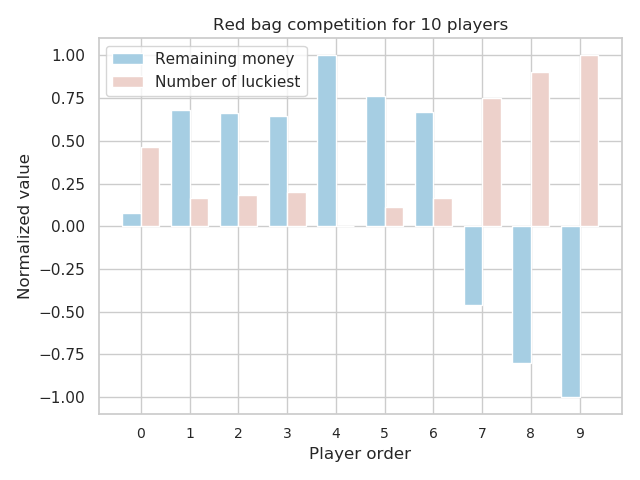 Red bag competition for 10 players
Remaining money
Number of luckiest
1.00
0.75
0.50
0.25
0.00
−0.25
−0.50
−0.75
−1.00
Normalized value
0 1 2 3 4 5 6 7 8 9
Player order